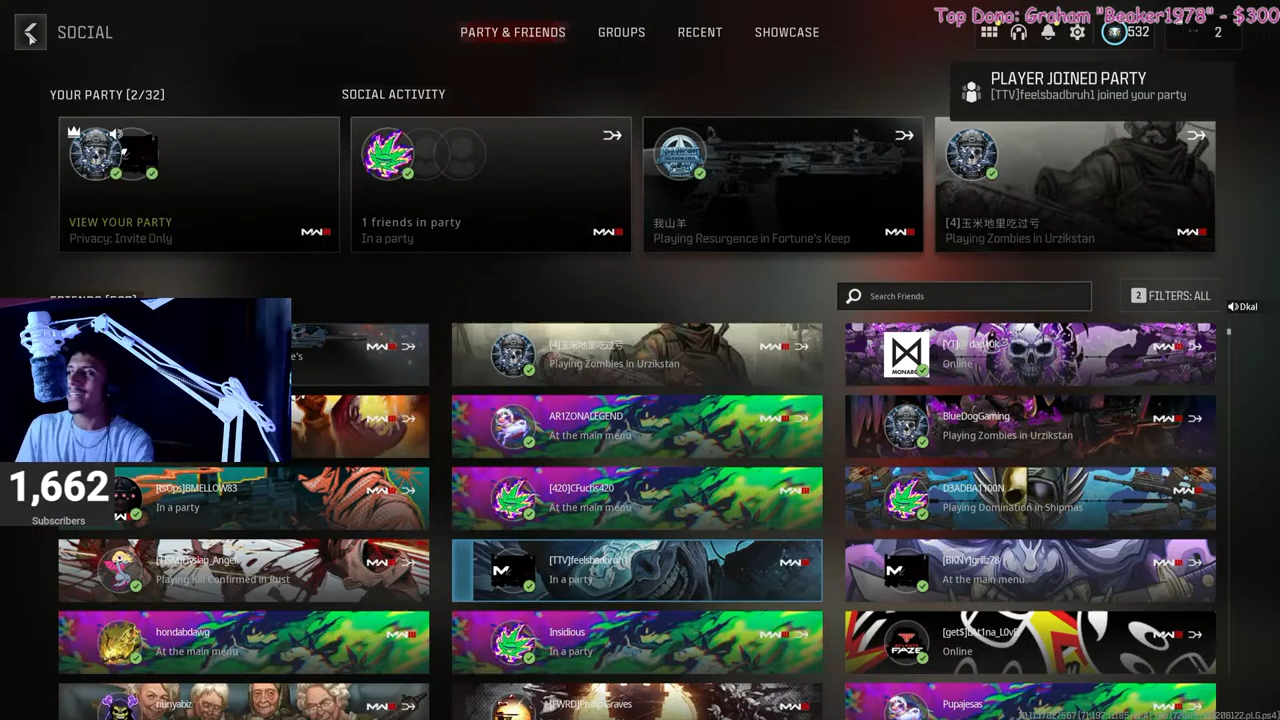 SOCIAL
PARTY & FRIENDS
GROUPS
RECENT
SHOWCASE
Top Dono: Graham "Beaker1978" - $300
532
2
PLAYER JOINED PARTY
[TTV]feelsbadbruh1 joined your party
YOUR PARTY [2/32]
SOCIAL ACTIVITY
VIEW YOUR PARTY
Privacy: Invite Only
1 friends in party
In a party
我山羊
Playing Resurgence in Fortune's Keep
[4]玉米地里吃过亏
Playing Zombies in Urzikstan
Search Friends
2 FILTERS: ALL
Dkal
[4]玉米地里吃过亏
Playing Zombies in Urzikstan
MONARC
Online
AR1ZONALEGEND
At the main menu
BlueDogGaming
Playing Zombies in Urzikstan
1,662
Subscribers
[tsOps]BMELLOW83
In a party
[420]CFuchs420
At the main menu
D3ADBA1100N
Playing Domination in Shipmas
Playing Kill Confirmed in Rust
[TTV]feelsbadbruh1
In a party
[BKNY]grillz78
At the main menu
hondabdawg
At the main menu
Insidious
In a party
Online
nunyabiz
Pupajesas